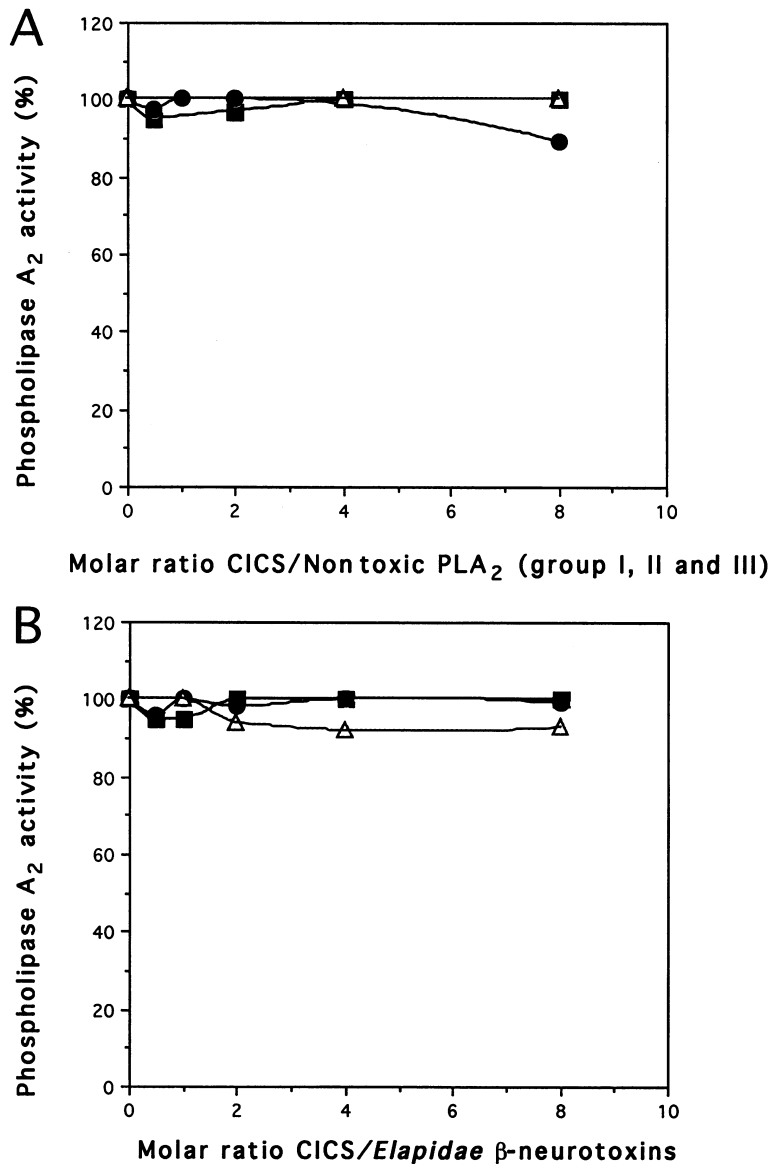 A
Phospholipase A2 activity (%)
120
100
80
60
40
20
0
0 2 4 6 8 10
Molar ratio CICS/Nontoxic PLA2 (group I, II and III)
B
Phospholipase A2 activity (%)
120
100
80
60
40
20
0
0 2 4 6 8 10
Molar ratio CICS/Elapidae β-neurotoxins